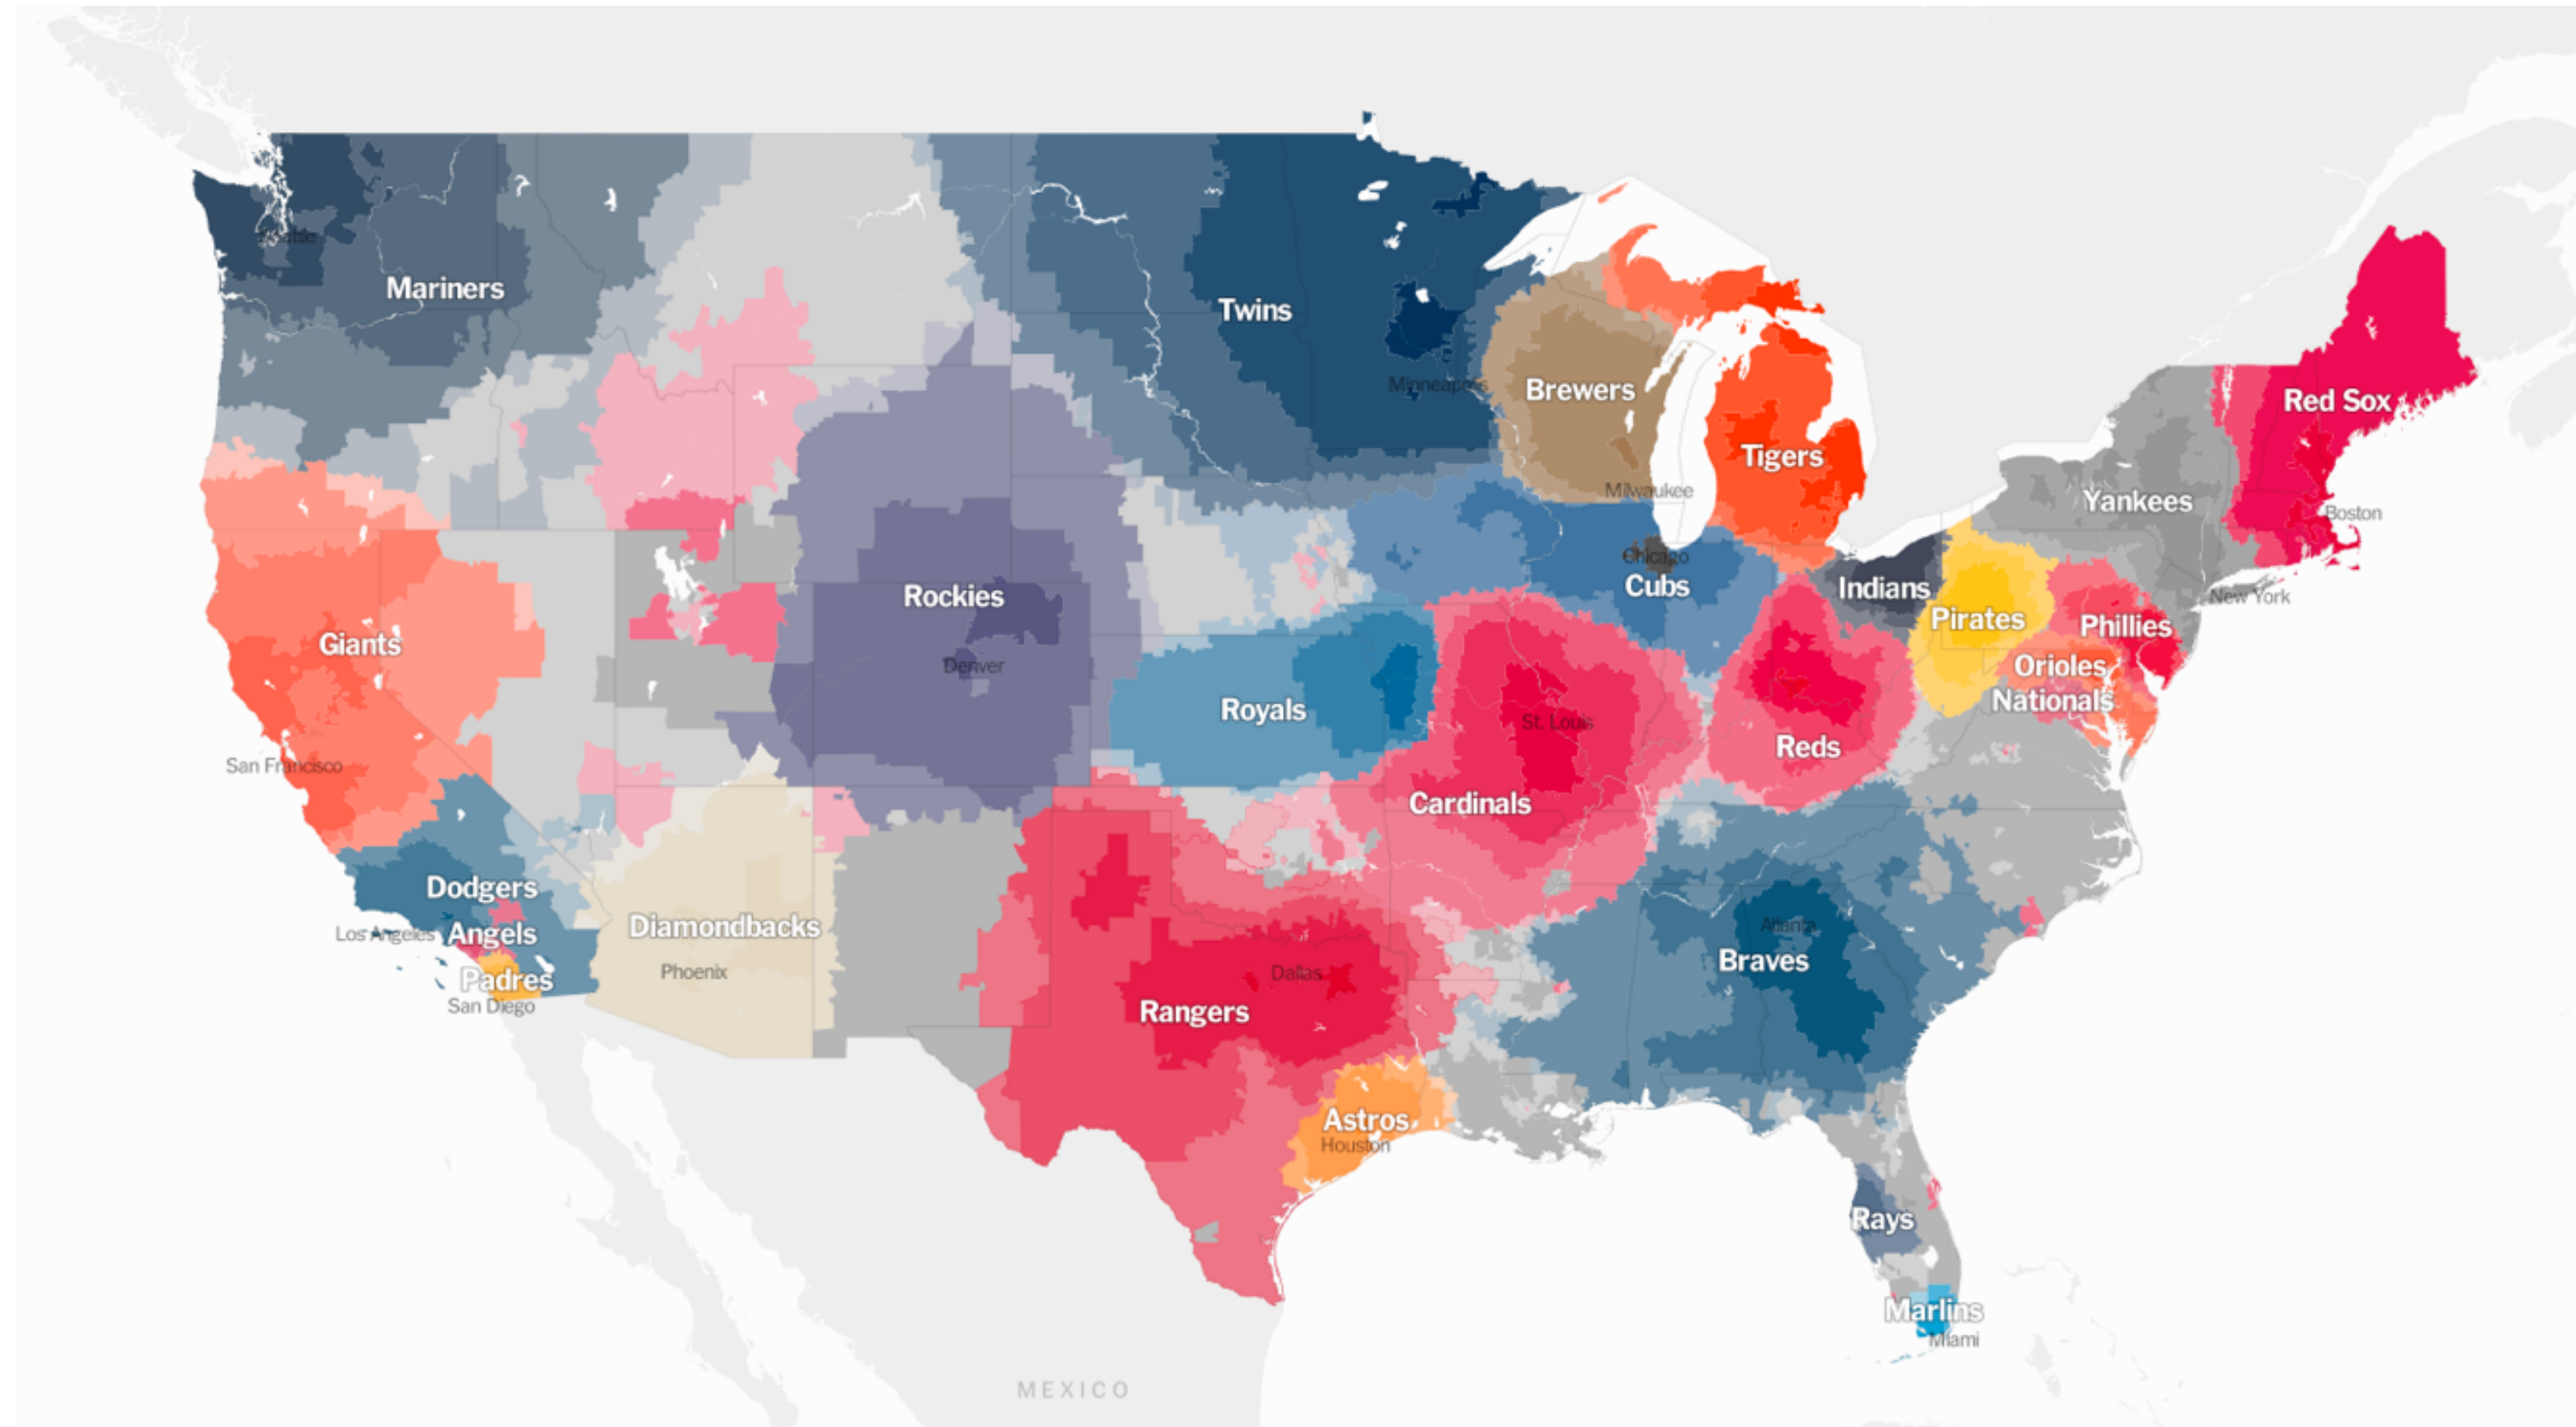 Seattle
Mariners
Twins
Minneapolis
Brewers
Milwaukee
Tigers
Red Sox
Boston
Yankees
New York
Chicago
Cubs
Indians
Pirates
Phillies
Orioles
Nationals
Rockies
Denver
Giants
San Francisco
Royals
St. Louis
Cardinals
Reds
Dodgers
Los Angeles
Angels
Padres
San Diego
Diamondbacks
Phoenix
Rangers
Dallas
Astros
Houston
Atlanta
Braves
Rays
Marlins
Miami
MEXICO